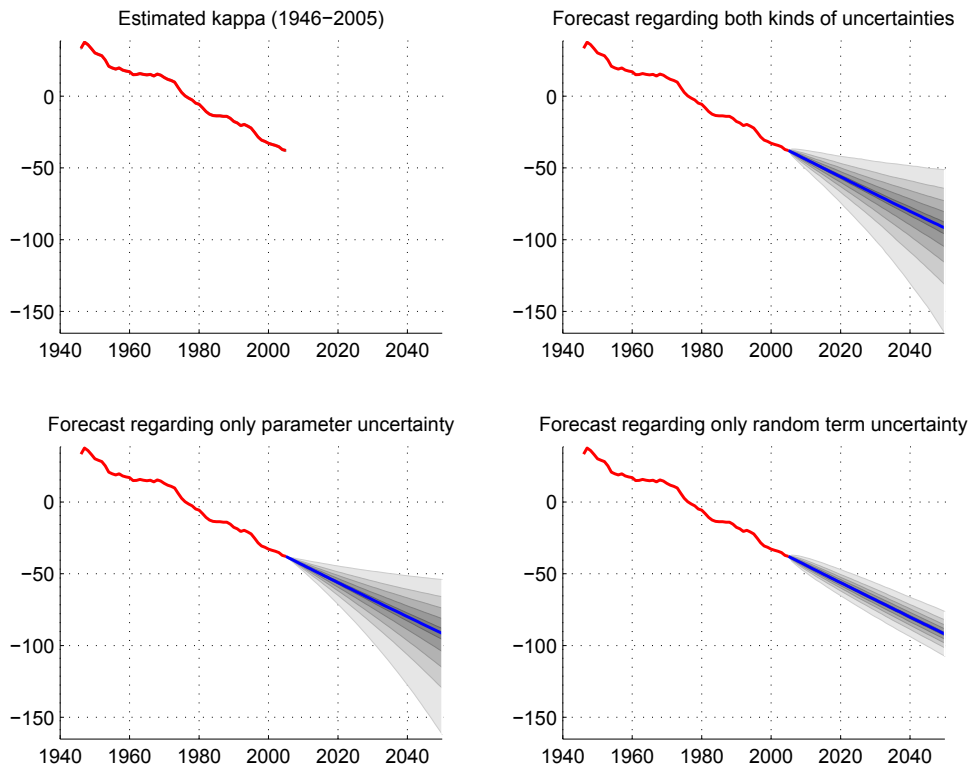 Estimated kappa (1946−2005)
0
−50
−100
−150
1940 1960 1980 2000 2020 2040
Forecast regarding both kinds of uncertainties
0
−50
−100
−150
1940 1960 1980 2000 2020 2040
Forecast regarding only parameter uncertainty
0
−50
−100
−150
1940 1960 1980 2000 2020 2040
Forecast regarding only random term uncertainty
0
−50
−100
−150
1940 1960 1980 2000 2020 2040